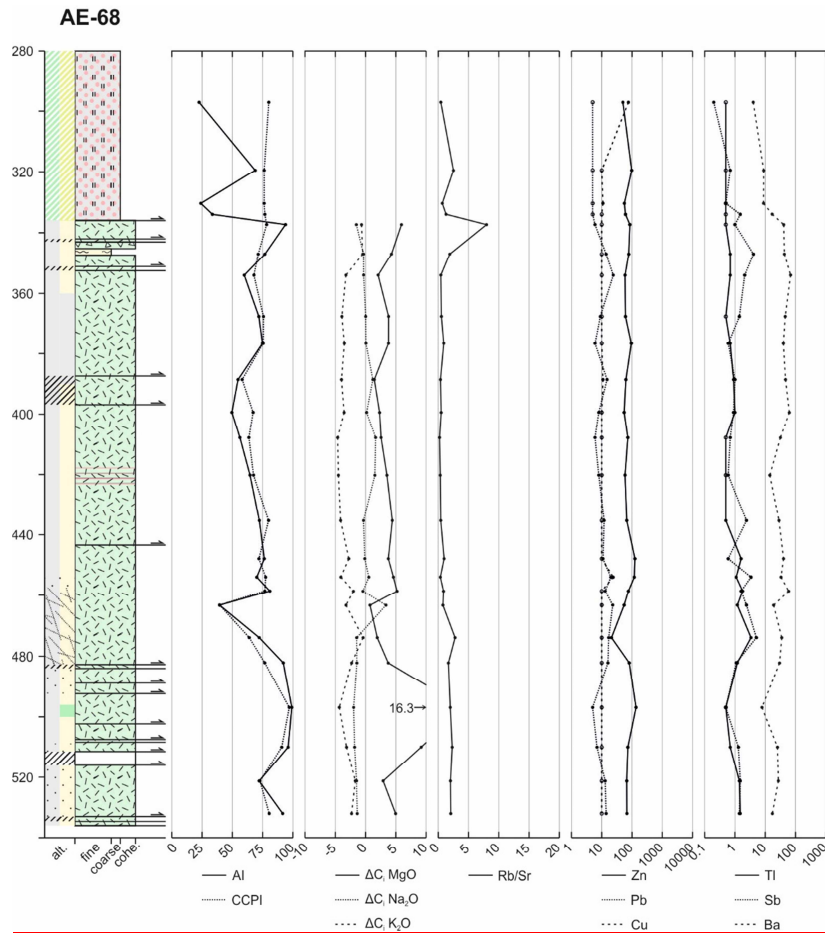 AE-68
280
320
360
400
440
480
520
16.3
alt.
fine
coarse
cohe.
0 25 50 75 100
-10 -5 0 5 10
0 5 10 15 20
1 10 100 1000 10000
0.1 1 10 100 1000
AI
CCPI
ΔCᵢ MgO
ΔCᵢ Na₂O
ΔCᵢ K₂O
Rb/Sr
Zn
Pb
Cu
Tl
Sb
Ba